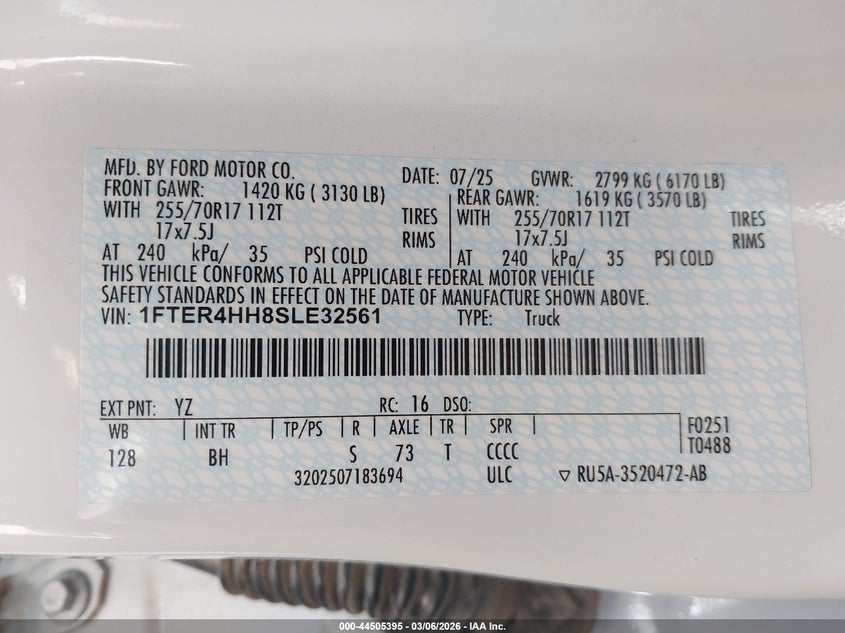 MFD. BY FORD MOTOR CO. DATE: 07/25 GVWR: 2799 KG ( 6170 LB)
FRONT GAWR: 1420 KG ( 3130 LB) REAR GAWR: 1619 KG ( 3570 LB)
WITH 255/70R17 112T TIRES WITH 255/70R17 112T TIRES
17x7.5J RIMS 17x7.5J RIMS
AT 240 kPa/ 35 PSI COLD AT 240 kPa/ 35 PSI COLD
THIS VEHICLE CONFORMS TO ALL APPLICABLE FEDERAL MOTOR VEHICLE
SAFETY STANDARDS IN EFFECT ON THE DATE OF MANUFACTURE SHOWN ABOVE.
VIN: 1FTER4HH8SLE32561 TYPE: Truck
EXT PNT: YZ RC: 16 DSO:
WB INT TR TP/PS R AXLE TR SPR F0251
128 BH S 73 T CCCC T0488
3202507183694 ULC ▽ RU5A-3520472-AB
000-44505395 - 03/06/2026 - IAA Inc.